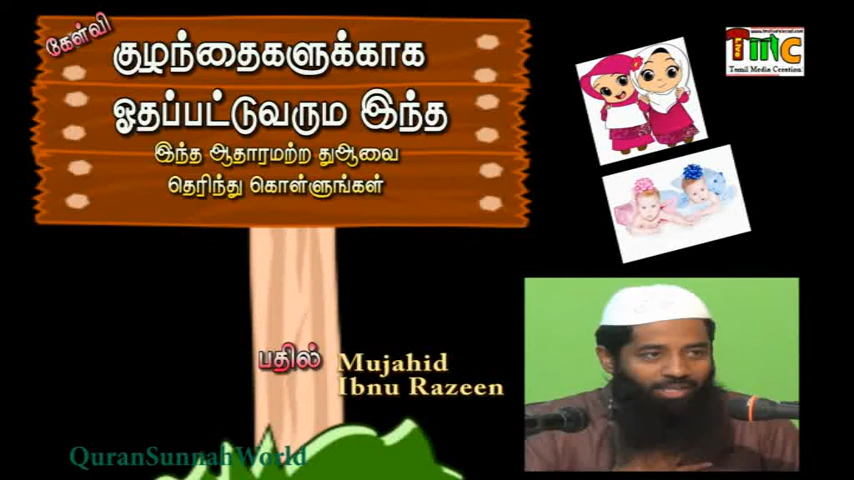 கேள்வி
குழந்தைகளுக்காக
ஓதப்பட்டுவரும இந்த
இந்த ஆதாரமற்ற துஆவை
தெரிந்து கொள்ளுங்கள்
TMC
Tamil Media Creation
பதில்
Mujahid
Ibnu Razeen
QuranSunnahWorld